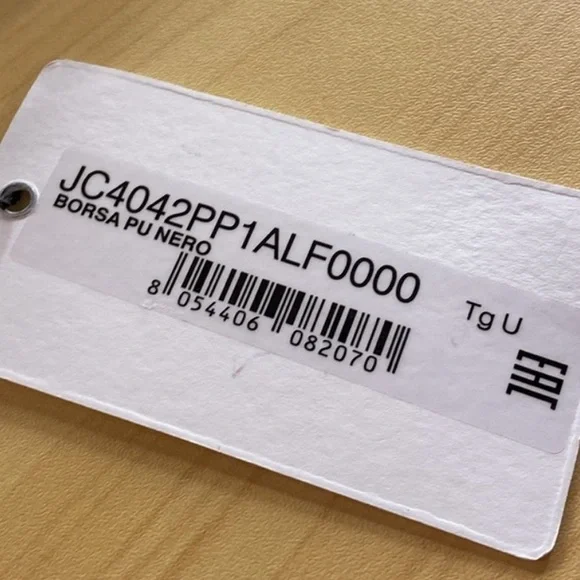 JC4042PP1ALF0000
BORSA PU NERO
Tg U
8 054406 082070
EAC